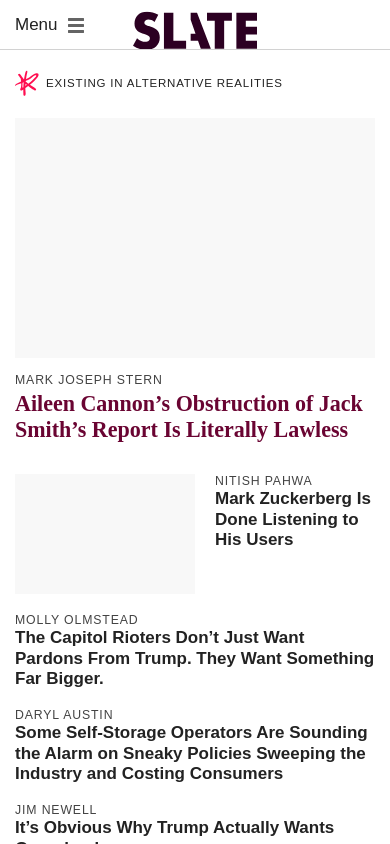 Menu
SLATE
EXISTING IN ALTERNATIVE REALITIES
MARK JOSEPH STERN
Aileen Cannon’s Obstruction of Jack
Smith’s Report Is Literally Lawless
NITISH PAHWA
Mark Zuckerberg Is
Done Listening to
His Users
MOLLY OLMSTEAD
The Capitol Rioters Don’t Just Want
Pardons From Trump. They Want Something
Far Bigger.
DARYL AUSTIN
Some Self-Storage Operators Are Sounding
the Alarm on Sneaky Policies Sweeping the
Industry and Costing Consumers
JIM NEWELL
It’s Obvious Why Trump Actually Wants